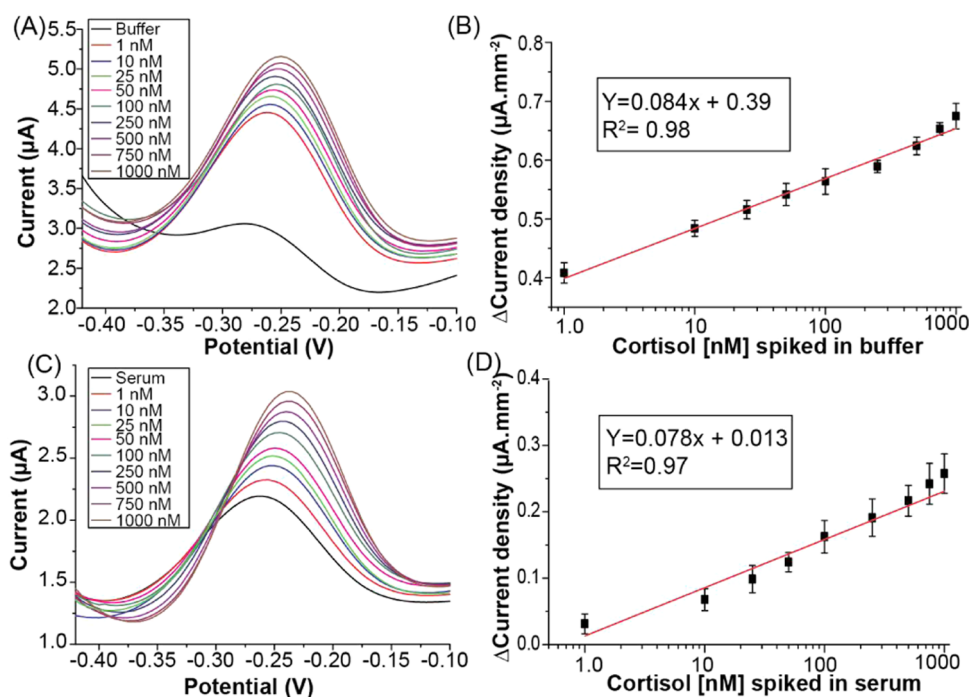 (A)
5.5
5.0
4.5
4.0
3.5
3.0
2.5
2.0
Current (µA)
Buffer
1 nM
10 nM
25 nM
50 nM
100 nM
250 nM
500 nM
750 nM
1000 nM
-0.40 -0.35 -0.30 -0.25 -0.20 -0.15 -0.10
Potential (V)
(B)
0.8
0.7
0.6
0.5
0.4
ΔCurrent density (µA.mm⁻²)
Y=0.084x + 0.39
R²= 0.98
1.0 10 100 1000
Cortisol [nM] spiked in buffer
(C)
3.0
2.5
2.0
1.5
1.0
Current (µA)
Serum
1 nM
10 nM
25 nM
50 nM
100 nM
250 nM
500 nM
750 nM
1000 nM
-0.40 -0.35 -0.30 -0.25 -0.20 -0.15 -0.10
Potential (V)
(D)
0.4
0.3
0.2
0.1
0.0
ΔCurrent density (µA.mm⁻²)
Y=0.078x + 0.013
R²=0.97
1.0 10 100 1000
Cortisol [nM] spiked in serum